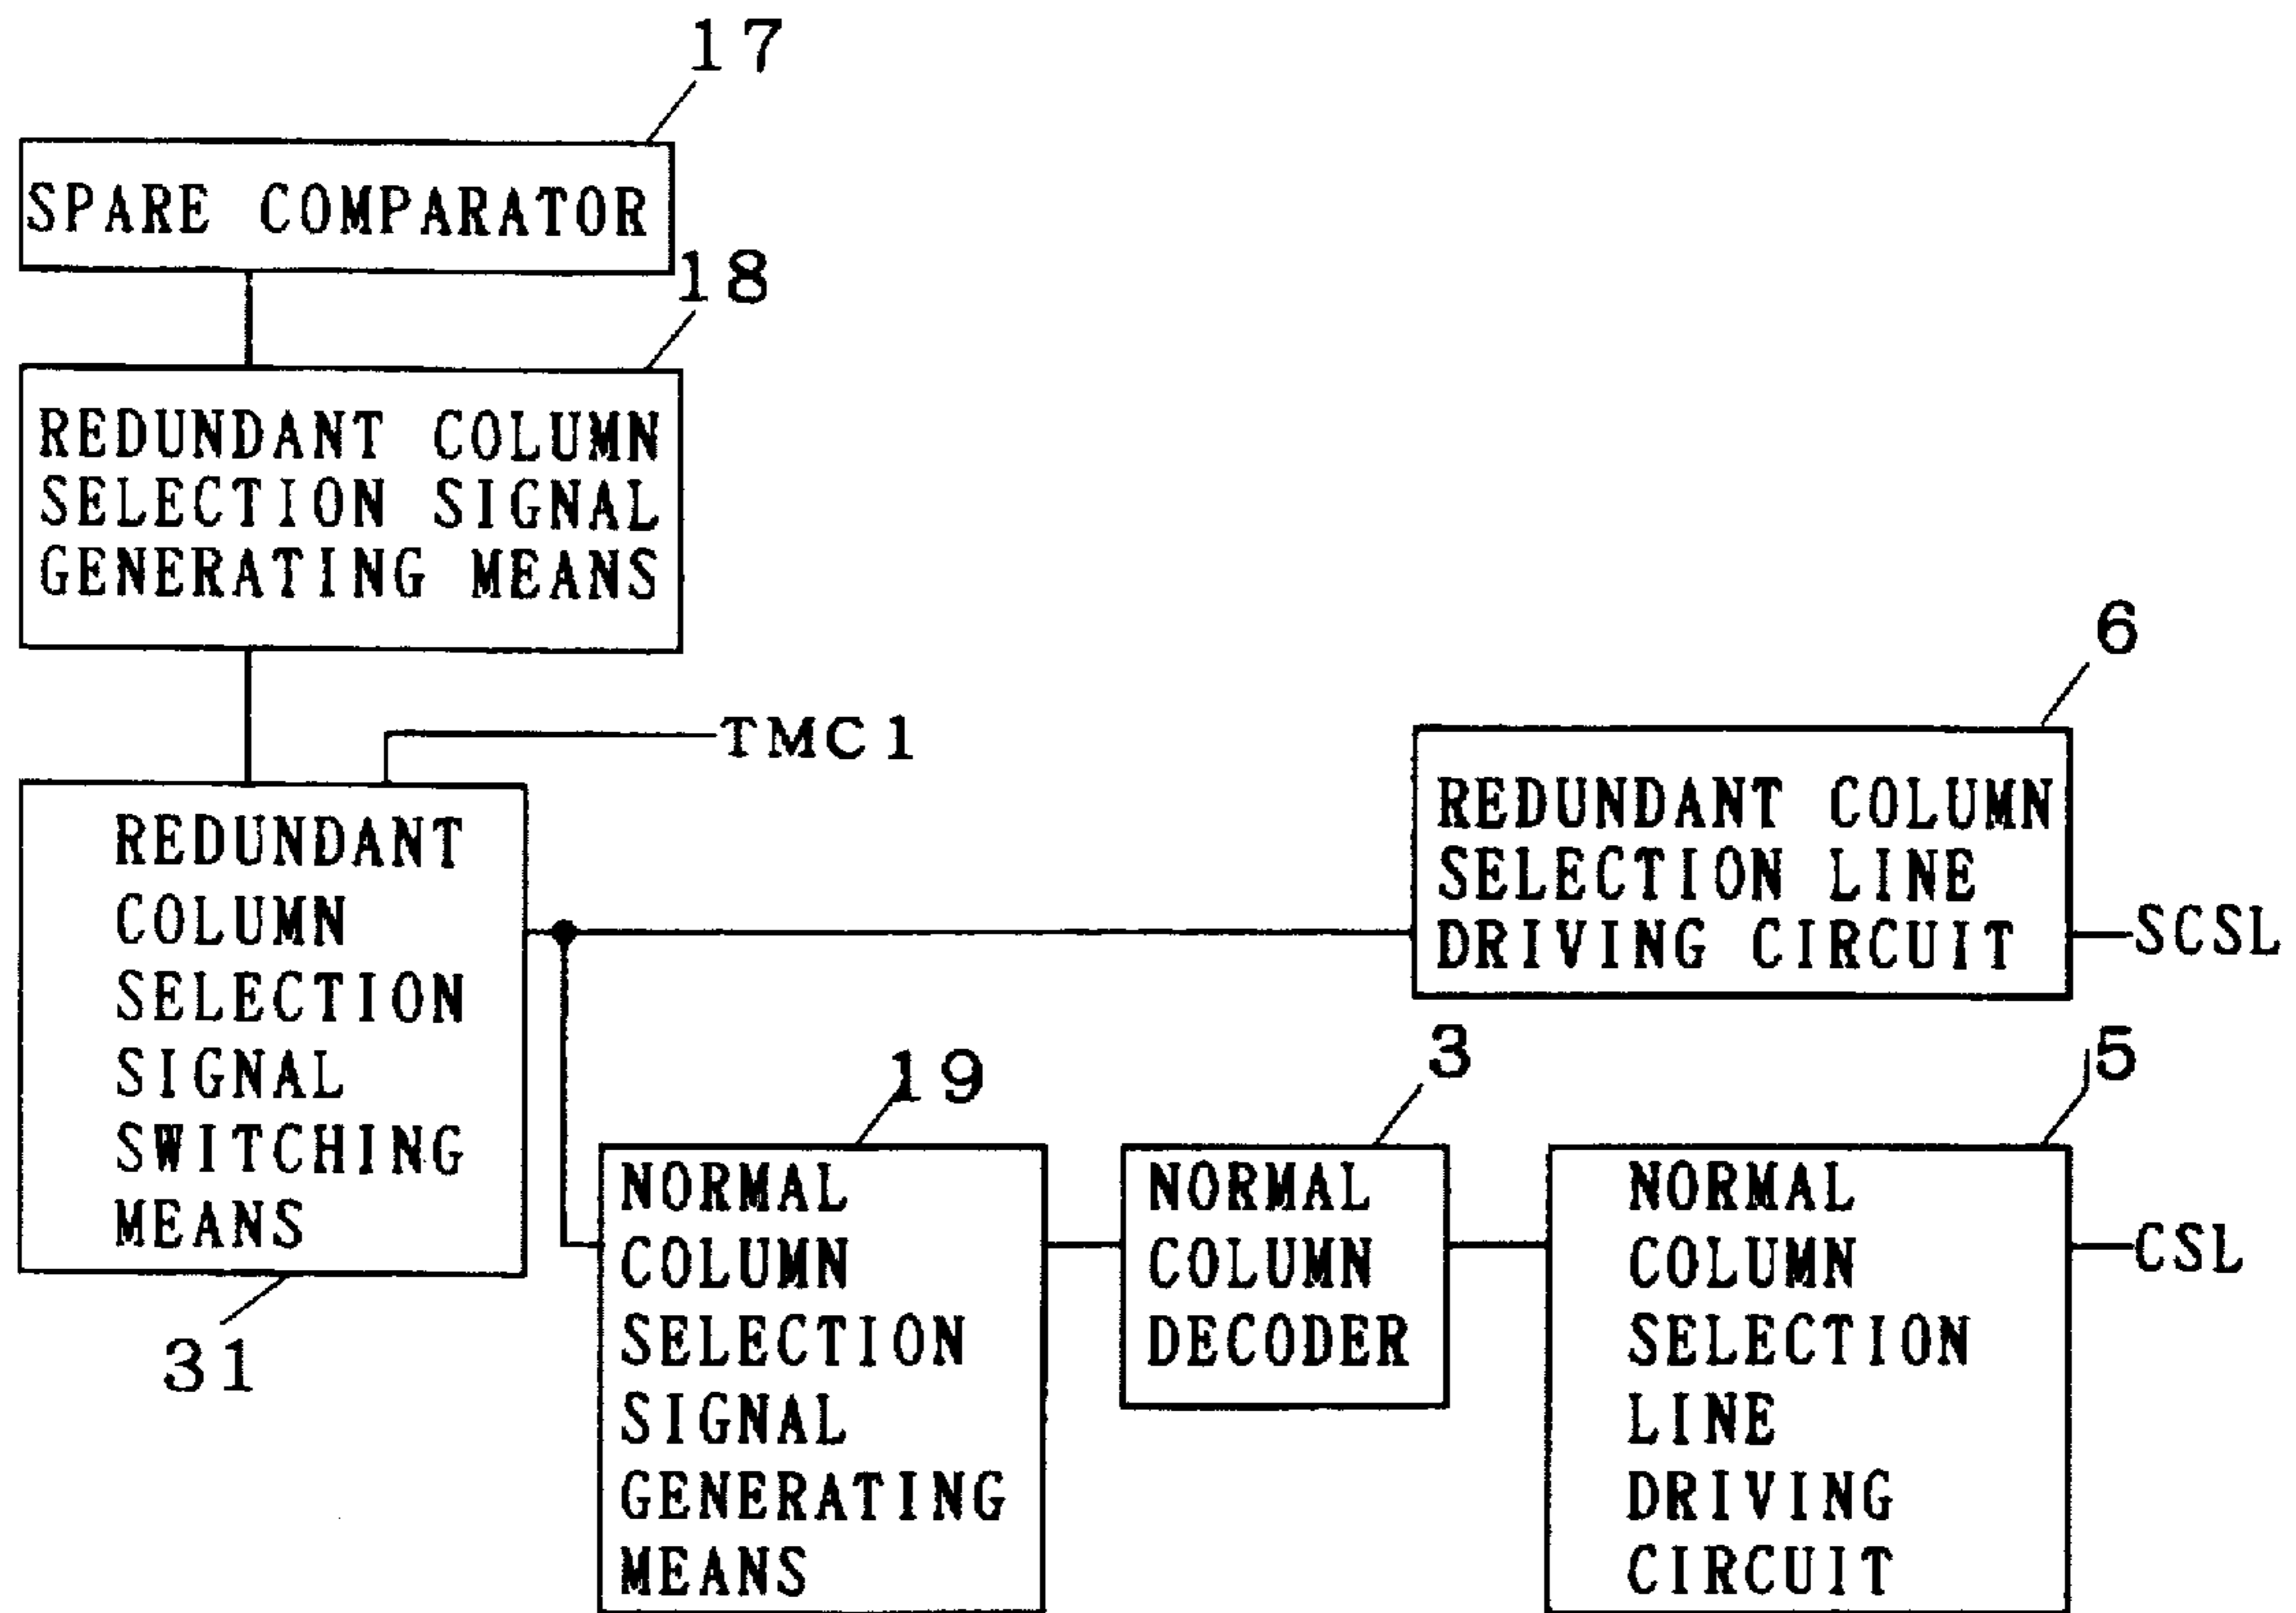 17
SPARE COMPARATOR
18
REDUNDANT COLUMN
SELECTION SIGNAL
GENERATING MEANS
TMC1
REDUNDANT
COLUMN
SELECTION
SIGNAL
SWITCHING
MEANS
31
6
REDUNDANT COLUMN
SELECTION LINE
DRIVING CIRCUIT
SCSL
19
NORMAL
COLUMN
SELECTION
SIGNAL
GENERATING
MEANS
3
NORMAL
COLUMN
DECODER
5
NORMAL
COLUMN
SELECTION
LINE
DRIVING
CIRCUIT
CSL